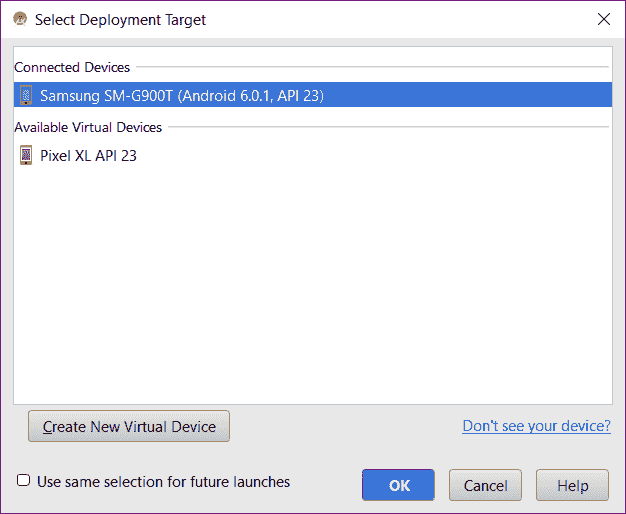 Select Deployment Target
Connected Devices
Samsung SM-G900T (Android 6.0.1, API 23)
Available Virtual Devices
Pixel XL API 23
Create New Virtual Device
Don't see your device?
Use same selection for future launches
OK
Cancel
Help